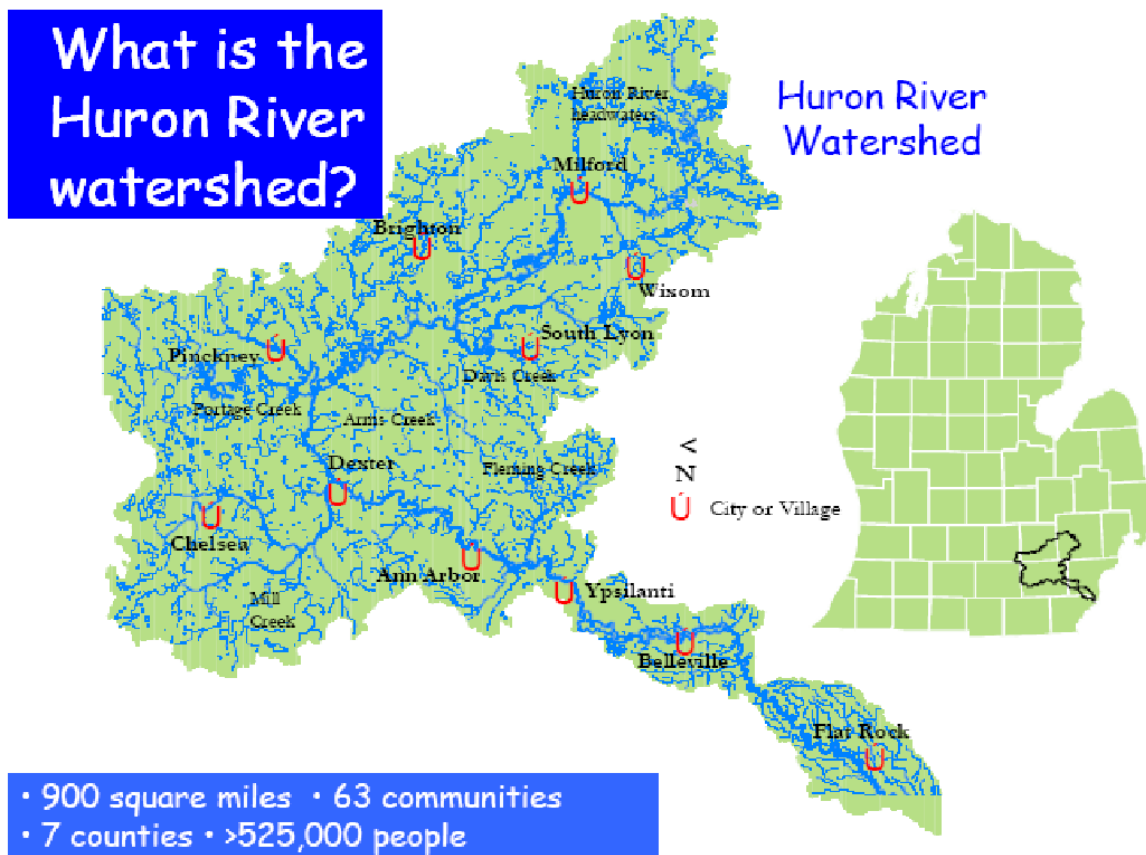 What is the
Huron River
watershed?
Huron River
Watershed
Huron River
Headwaters
Milford
Brighton
Wixom
South Lyon
Pinckney
Davis Creek
Portage Creek
Arms Creek
Dexter
Fleming Creek
<
N
Ú City or Village
Chelsea
Ann Arbor
Ypsilanti
Mill
Creek
Belleville
Flat Rock
• 900 square miles • 63 communities
• 7 counties • >525,000 people